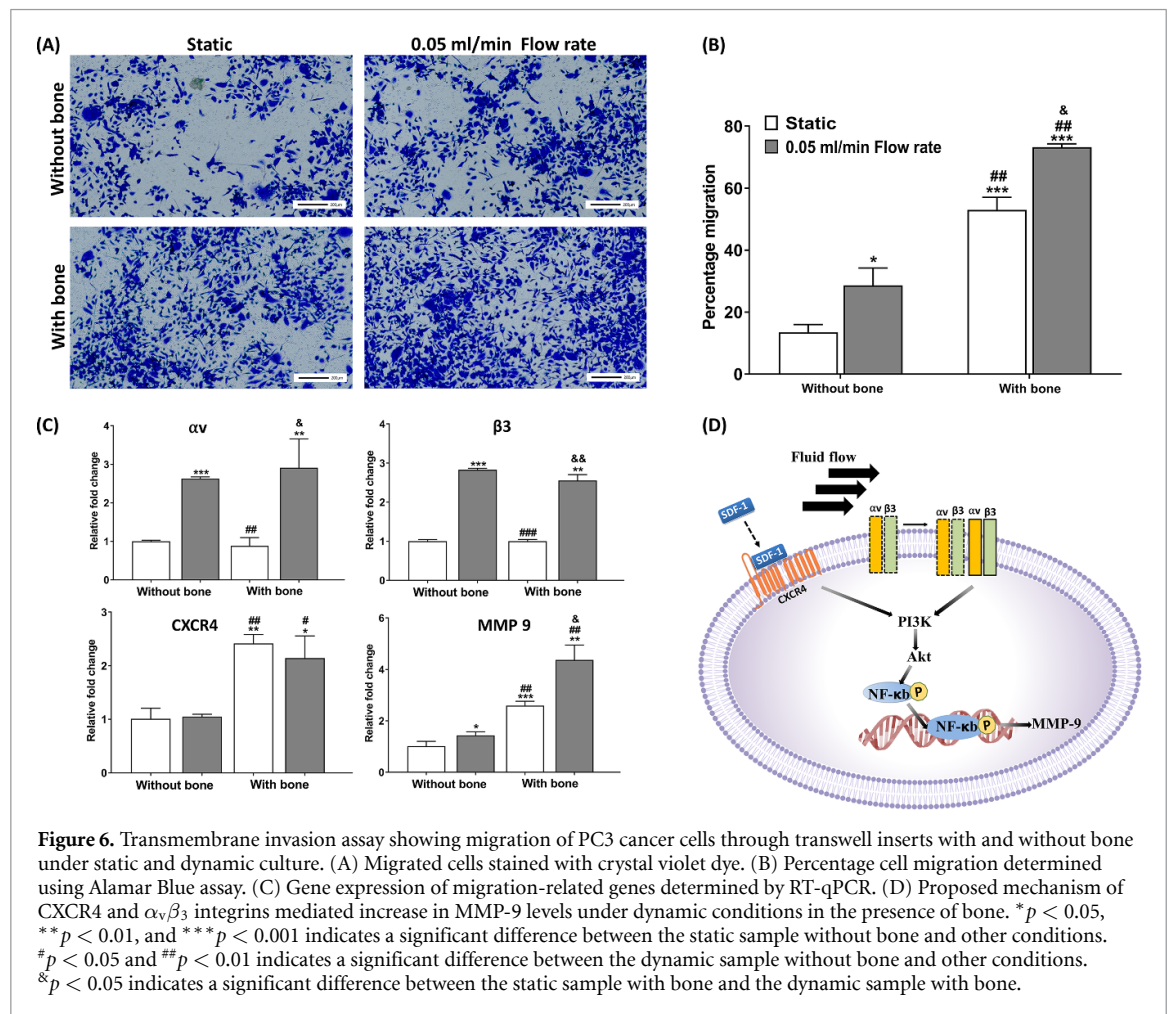 (A)
Static
0.05 ml/min Flow rate
Without bone
With bone
(B)
Percentage migration
80
60
40
20
0
Static
0.05 ml/min Flow rate
*
##
***
&
##
***
Without bone
With bone
(C)
αv
Relative fold change
4
3
2
1
0
***
##
&
**
Without bone
With bone
β3
Relative fold change
4
3
2
1
0
***
###
&&
**
Without bone
With bone
CXCR4
Relative fold change
3
2
1
0
##
**
#
*
Without bone
With bone
MMP 9
Relative fold change
6
4
2
0
*
##
***
&
##
**
Without bone
With bone
(D)
Fluid flow
SDF-1
SDF-1
CXCR4
αv β3
αv β3 αv β3
PI3K
Akt
NF-κb P
NF-κb P MMP-9
Figure 6. Transmembrane invasion assay showing migration of PC3 cancer cells through transwell inserts with and without bone
under static and dynamic culture. (A) Migrated cells stained with crystal violet dye. (B) Percentage cell migration determined
using Alamar Blue assay. (C) Gene expression of migration-related genes determined by RT-qPCR. (D) Proposed mechanism of
CXCR4 and αvβ3 integrins mediated increase in MMP-9 levels under dynamic conditions in the presence of bone. *p < 0.05,
**p < 0.01, and ***p < 0.001 indicates a significant difference between the static sample without bone and other conditions.
#p < 0.05 and ##p < 0.01 indicates a significant difference between the dynamic sample without bone and other conditions.
&p < 0.05 indicates a significant difference between the static sample with bone and the dynamic sample with bone.